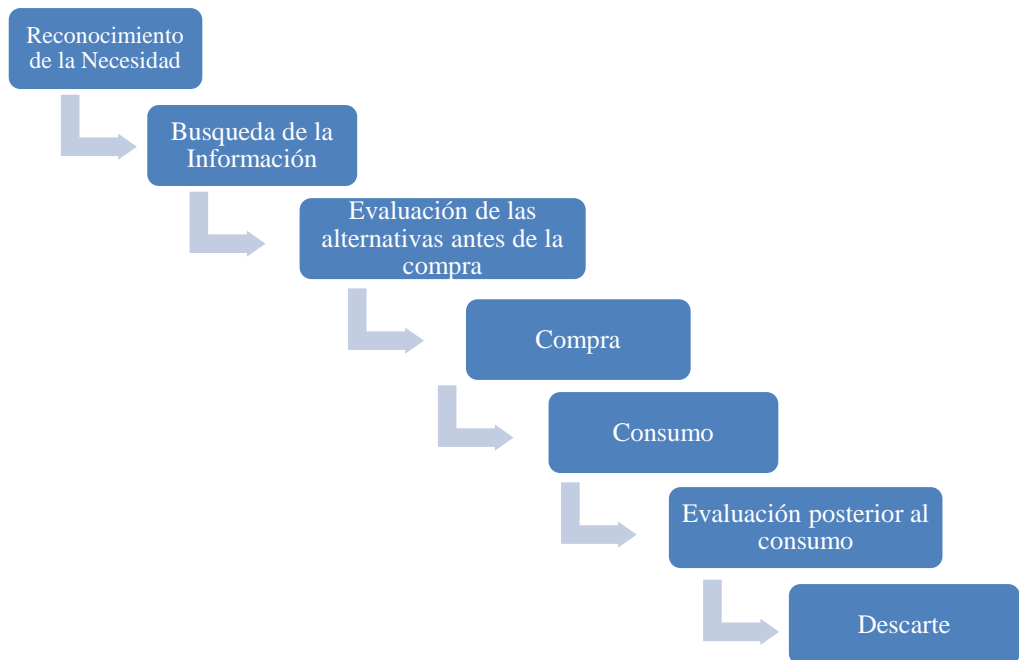 Reconocimiento
de la Necesidad
Busqueda de la
Información
Evaluación de las
alternativas antes de la
compra
Compra
Consumo
Evaluación posterior al
consumo
Descarte